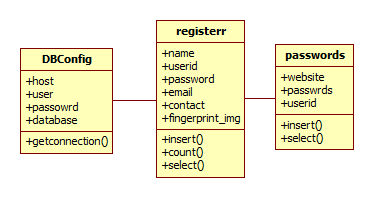 DBConfig
+host
+user
+passowrd
+database
+getconnection()
registerr
+name
+userid
+password
+email
+contact
+fingerprint_img
+insert()
+count()
+select()
passwords
+website
+passwrds
+userid
+insert()
+select()